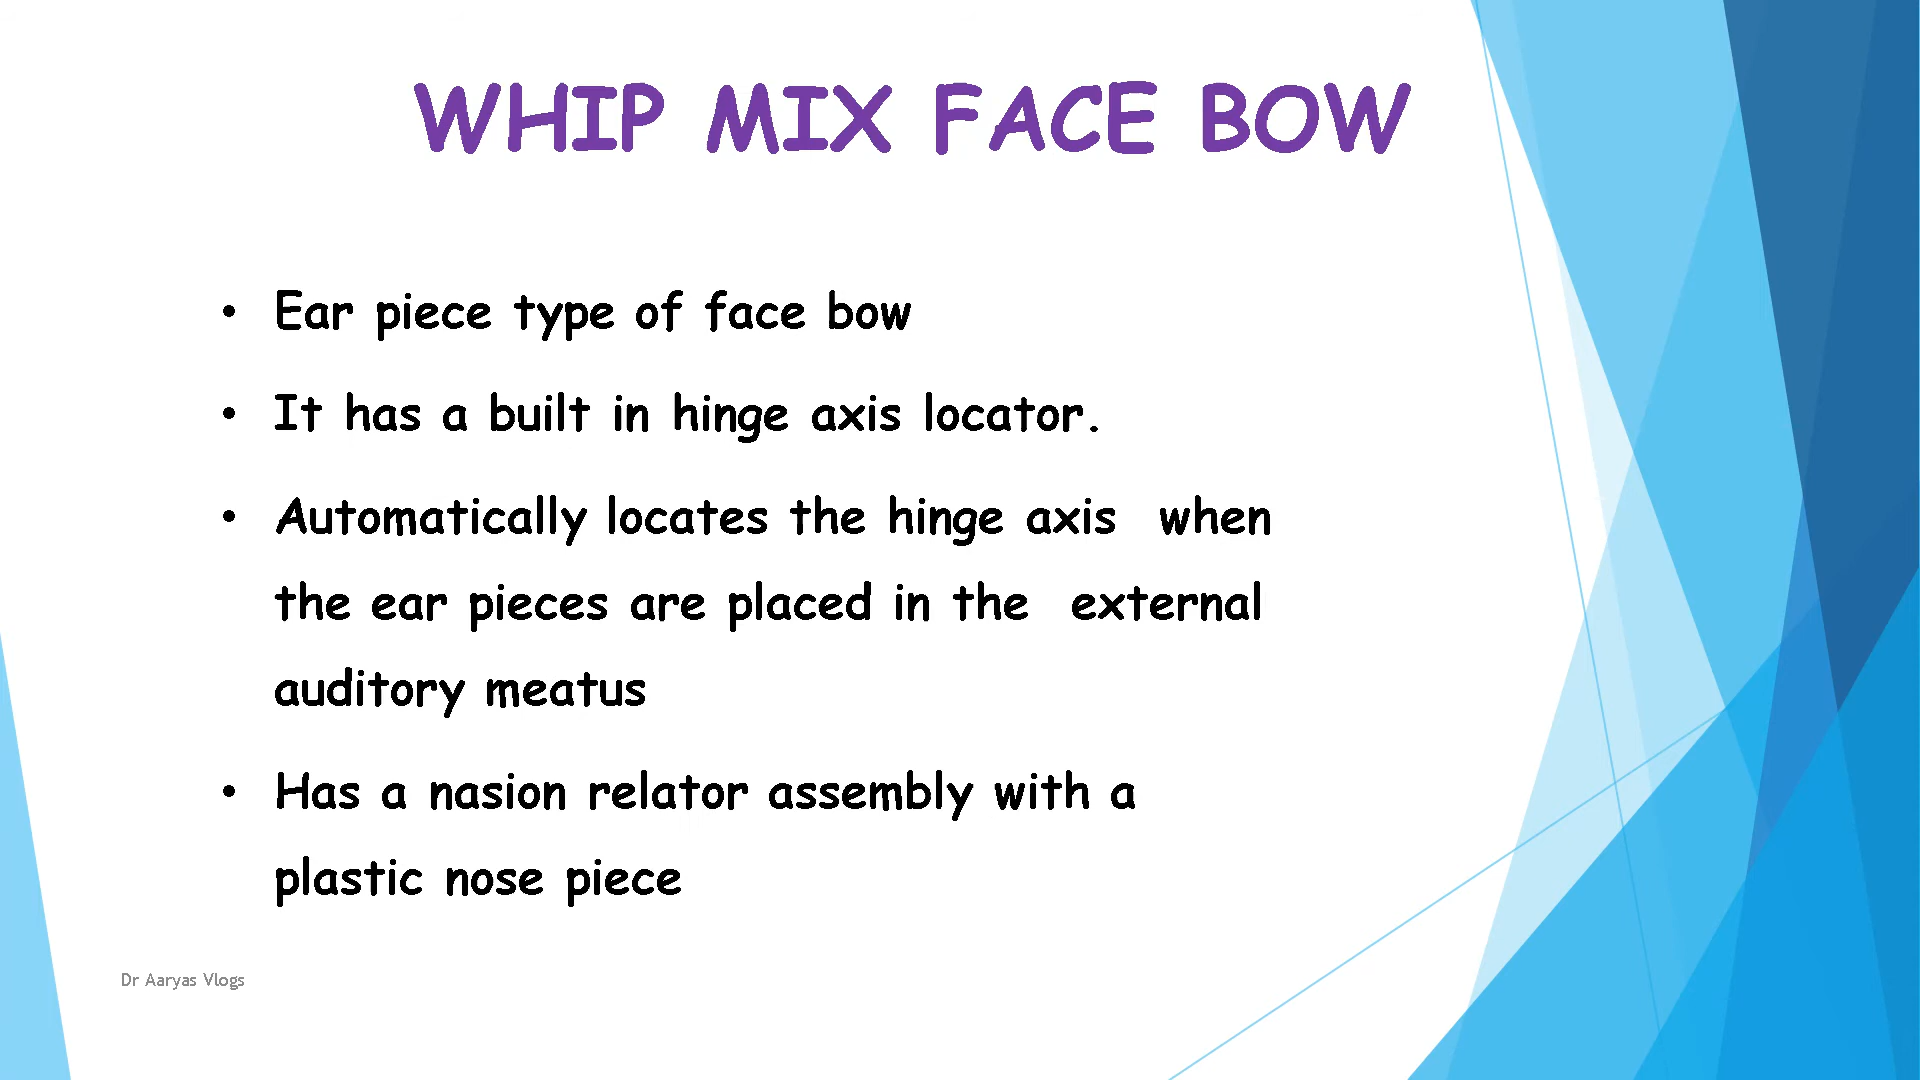 WHIP MIX FACE BOW
• Ear piece type of face bow
• It has a built in hinge axis locator.
• Automatically locates the hinge axis when
the ear pieces are placed in the external
auditory meatus
• Has a nasion relator assembly with a
plastic nose piece
Dr Aaryas Vlogs